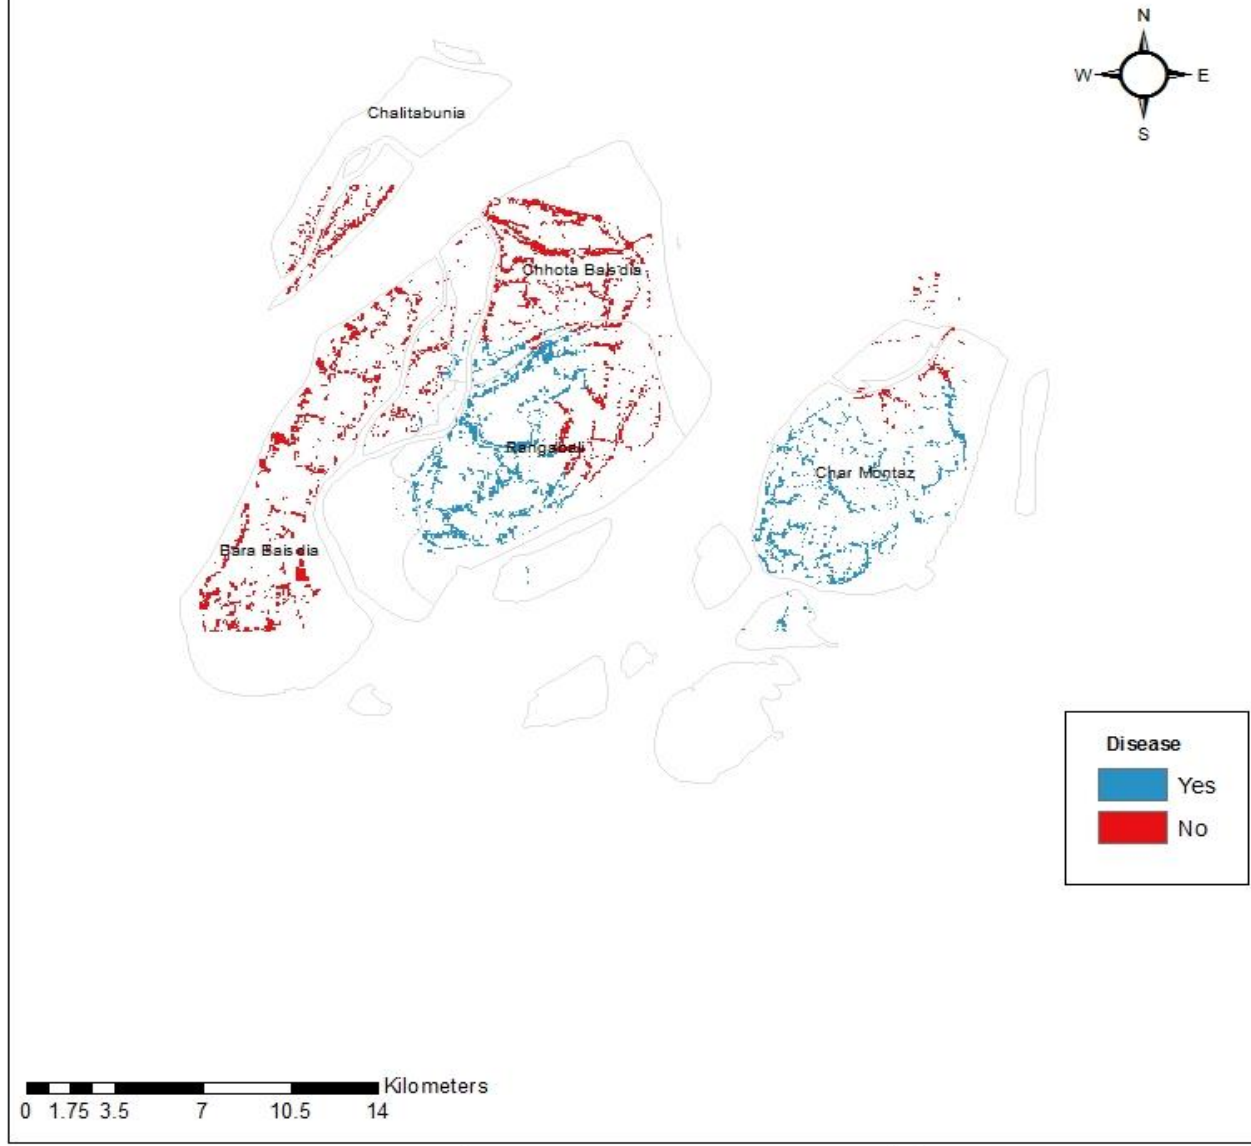 N
W E
S
Chalitabunia
Chhota Baisdia
Rangabali
Char Montaz
Bara Baisdia
Disease
Yes
No
Kilometers
0 1.75 3.5 7 10.5 14